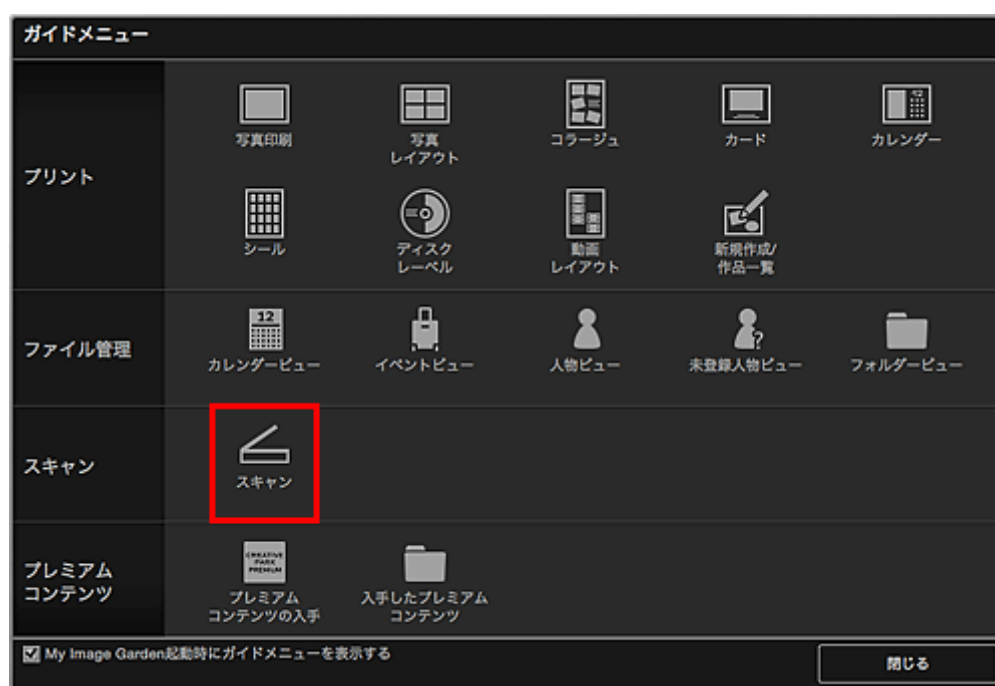 ガイドメニュー
プリント
写真印刷
写真
レイアウト
コラージュ
カード
12
カレンダー
シール
ディスク
レーベル
動画
レイアウト
新規作成/
作品一覧
ファイル管理
12
カレンダービュー
イベントビュー
人物ビュー
?
未登録人物ビュー
フォルダービュー
スキャン
スキャン
プレミアム
コンテンツ
CREATIVE
PARK
PREMIUM
プレミアム
コンテンツの入手
入手したプレミアム
コンテンツ
My Image Garden起動時にガイドメニューを表示する
閉じる